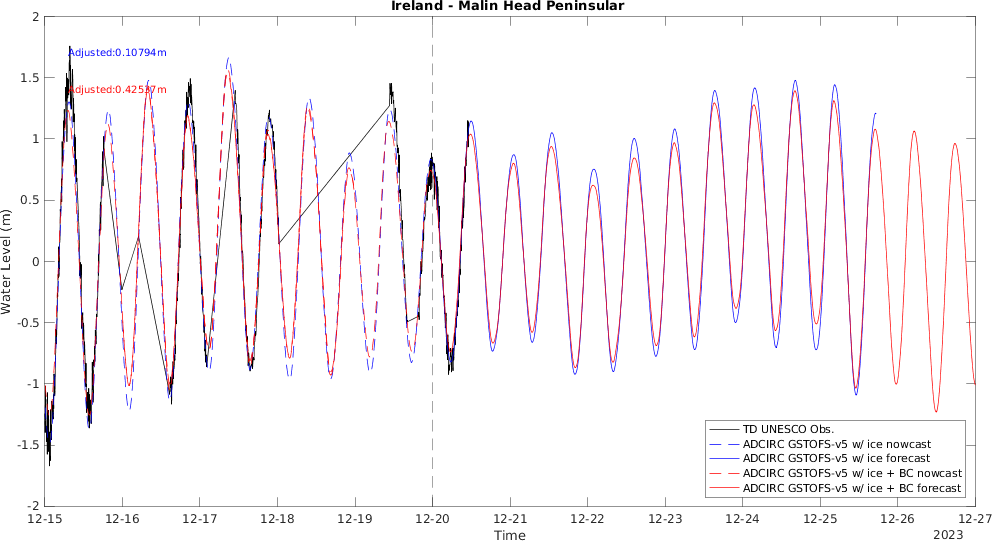 Ireland - Malin Head Peninsular
Adjusted:0.10794m
Adjusted:0.42537m
Water Level (m)
2
1.5
1
0.5
0
-0.5
-1
-1.5
-2
12-15 12-16 12-17 12-18 12-19 12-20 12-21 12-22 12-23 12-24 12-25 12-26 12-27
Time
2023
TD UNESCO Obs.
ADCIRC GSTOFS-v5 w/ ice nowcast
ADCIRC GSTOFS-v5 w/ ice forecast
ADCIRC GSTOFS-v5 w/ ice + BC nowcast
ADCIRC GSTOFS-v5 w/ ice + BC forecast